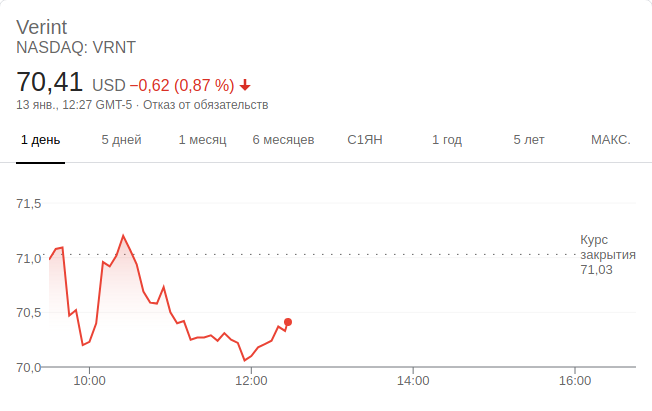 Verint
NASDAQ: VRNT
70,41 USD −0,62 (0,87 %)
13 янв., 12:27 GMT-5 · Отказ от обязательств
1 день 5 дней 1 месяц 6 месяцев С1ЯН 1 год 5 лет МАКС.
71,5
71,0
70,5
70,0
Курс
закрытия
71,03
10:00 12:00 14:00 16:00